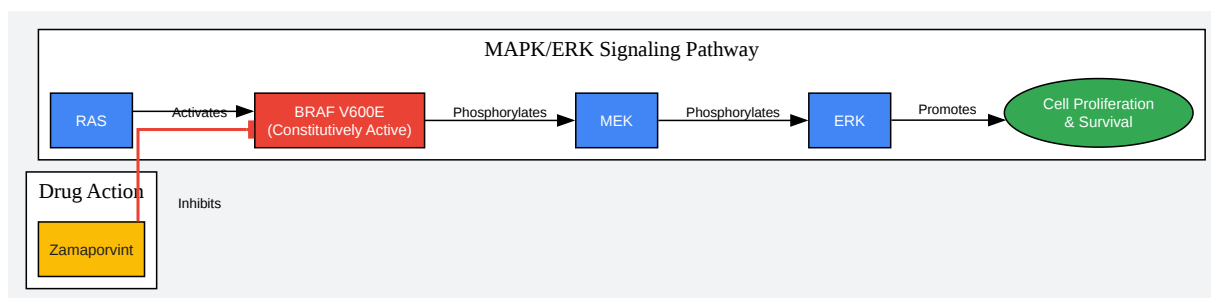 MAPK/ERK Signaling Pathway
RAS
Activates
BRAF V600E
(Constitutively Active)
Phosphorylates
MEK
Phosphorylates
ERK
Promotes
Cell Proliferation
& Survival
Drug Action
Inhibits
Zamaporvint